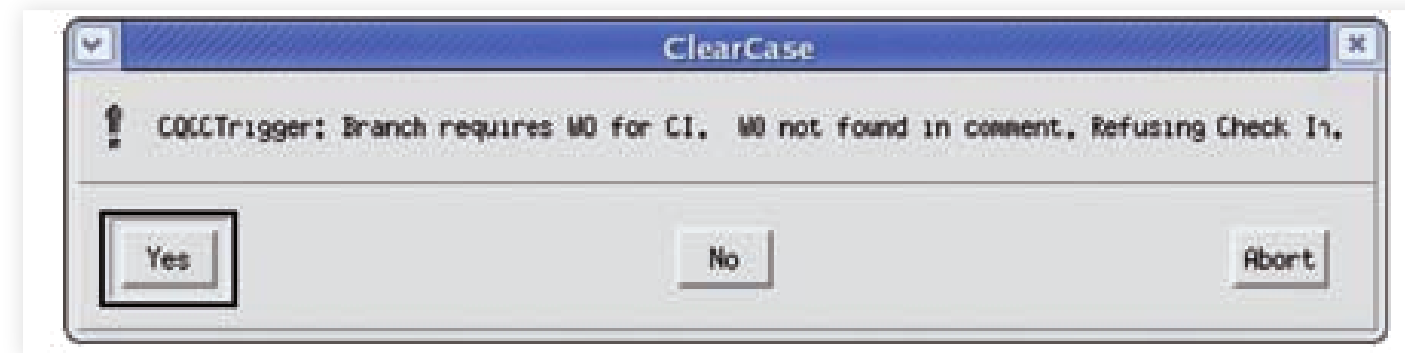 ClearCase
CQCCTrigger: Branch requires WO for CI. WO not found in comment. Refusing Check In.
Yes No Abort